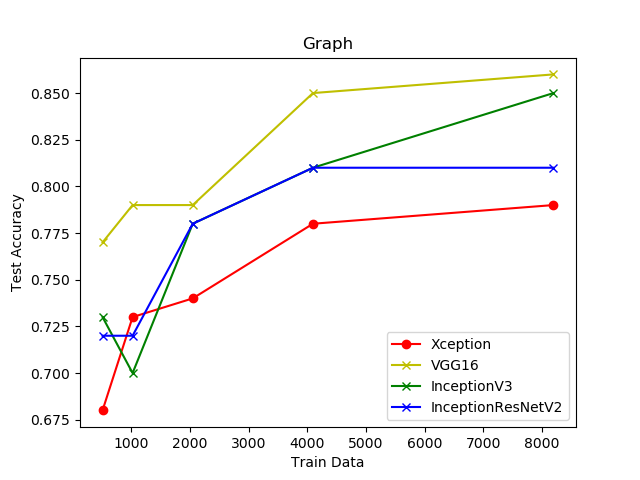 Graph
Test Accuracy
0.850
0.825
0.800
0.775
0.750
0.725
0.700
0.675
Xception
VGG16
InceptionV3
InceptionResNetV2
1000 2000 3000 4000 5000 6000 7000 8000
Train Data